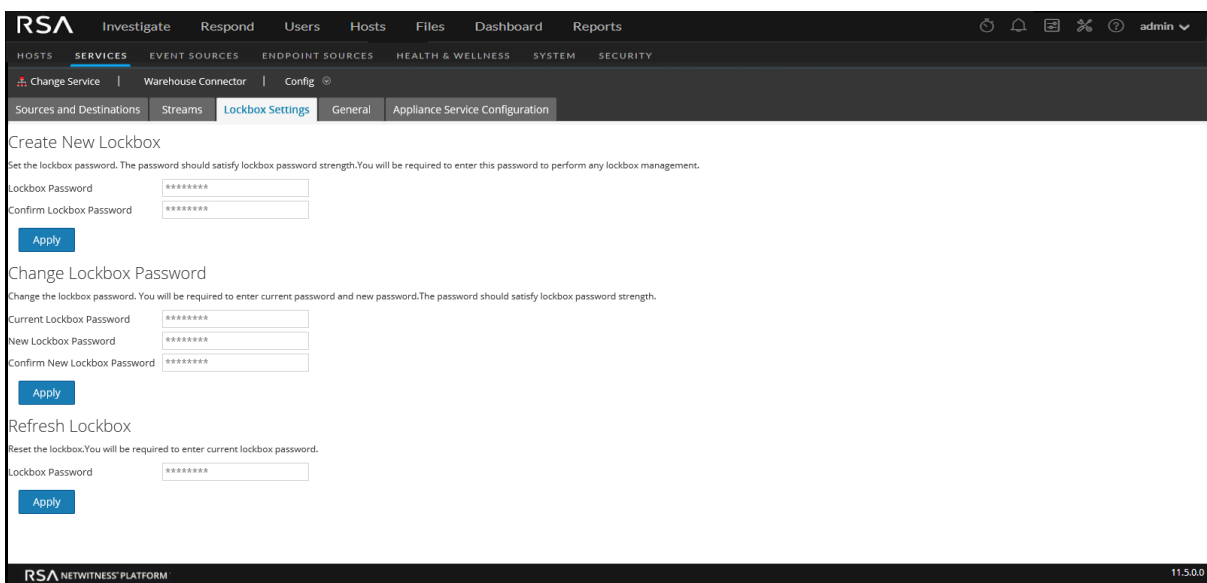 RSA Investigate Respond Users Hosts Files Dashboard Reports admin
HOSTS SERVICES EVENT SOURCES ENDPOINT SOURCES HEALTH & WELLNESS SYSTEM SECURITY
Change Service | Warehouse Connector | Config
Sources and Destinations Streams Lockbox Settings General Appliance Service Configuration
Create New Lockbox
Set the lockbox password. The password should satisfy lockbox password strength.You will be required to enter this password to perform any lockbox management.
Lockbox Password ********
Confirm Lockbox Password ********
Apply
Change Lockbox Password
Change the lockbox password. You will be required to enter current password and new password.The password should satisfy lockbox password strength.
Current Lockbox Password ********
New Lockbox Password ********
Confirm New Lockbox Password ********
Apply
Refresh Lockbox
Reset the lockbox.You will be required to enter current lockbox password.
Lockbox Password ********
Apply
RSA NETWITNESS® PLATFORM 11.5.0.0